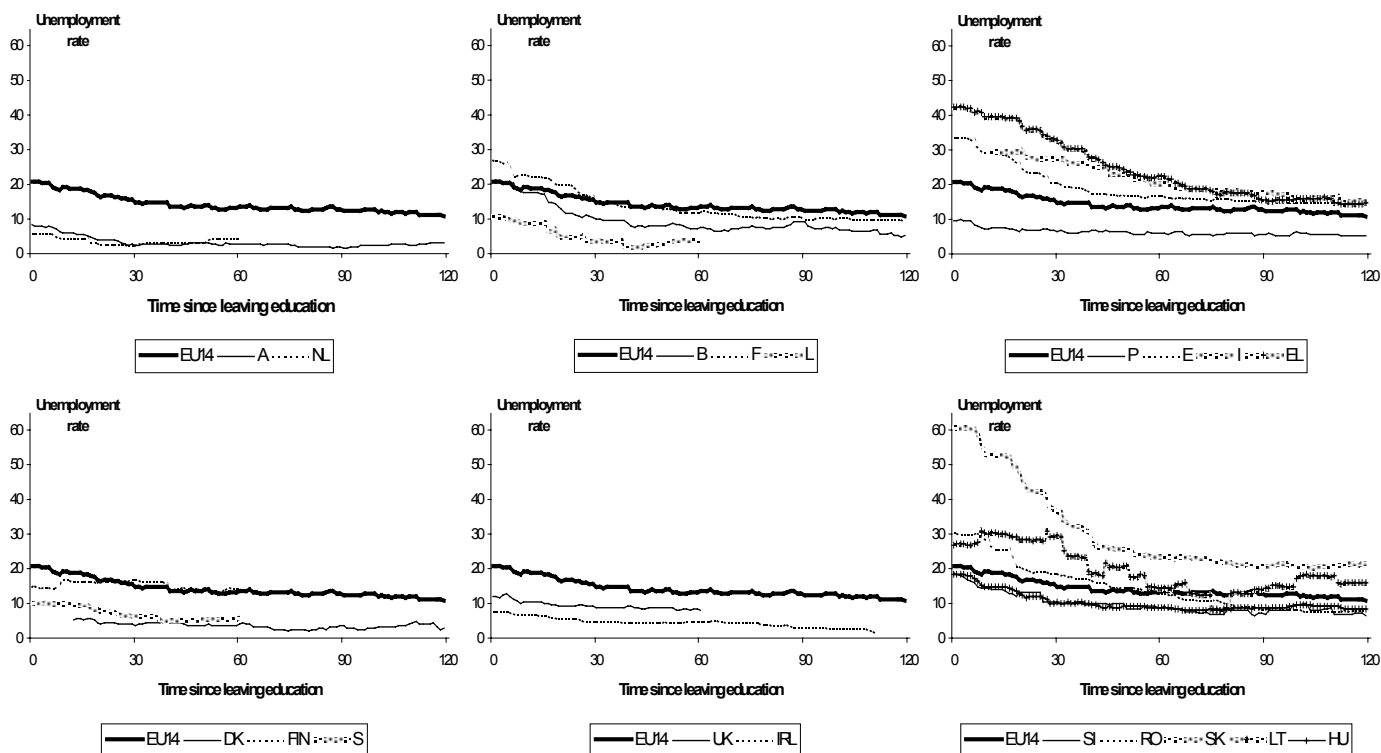 Unemployment
rate
60
50
40
30
20
10
0
0 30 60 90 120
Time since leaving education
EU14 A NL
Unemployment
rate
60
50
40
30
20
10
0
0 30 60 90 120
Time since leaving education
EU14 B F L
Unemployment
rate
60
50
40
30
20
10
0
0 30 60 90 120
Time since leaving education
EU14 P E I EL
Unemployment
rate
60
50
40
30
20
10
0
0 30 60 90 120
Time since leaving education
EU14 DK FIN S
Unemployment
rate
60
50
40
30
20
10
0
0 30 60 90 120
Time since leaving education
EU14 UK IRL
Unemployment
rate
60
50
40
30
20
10
0
0 30 60 90 120
Time since leaving education
EU14 SI RO SK LT HU